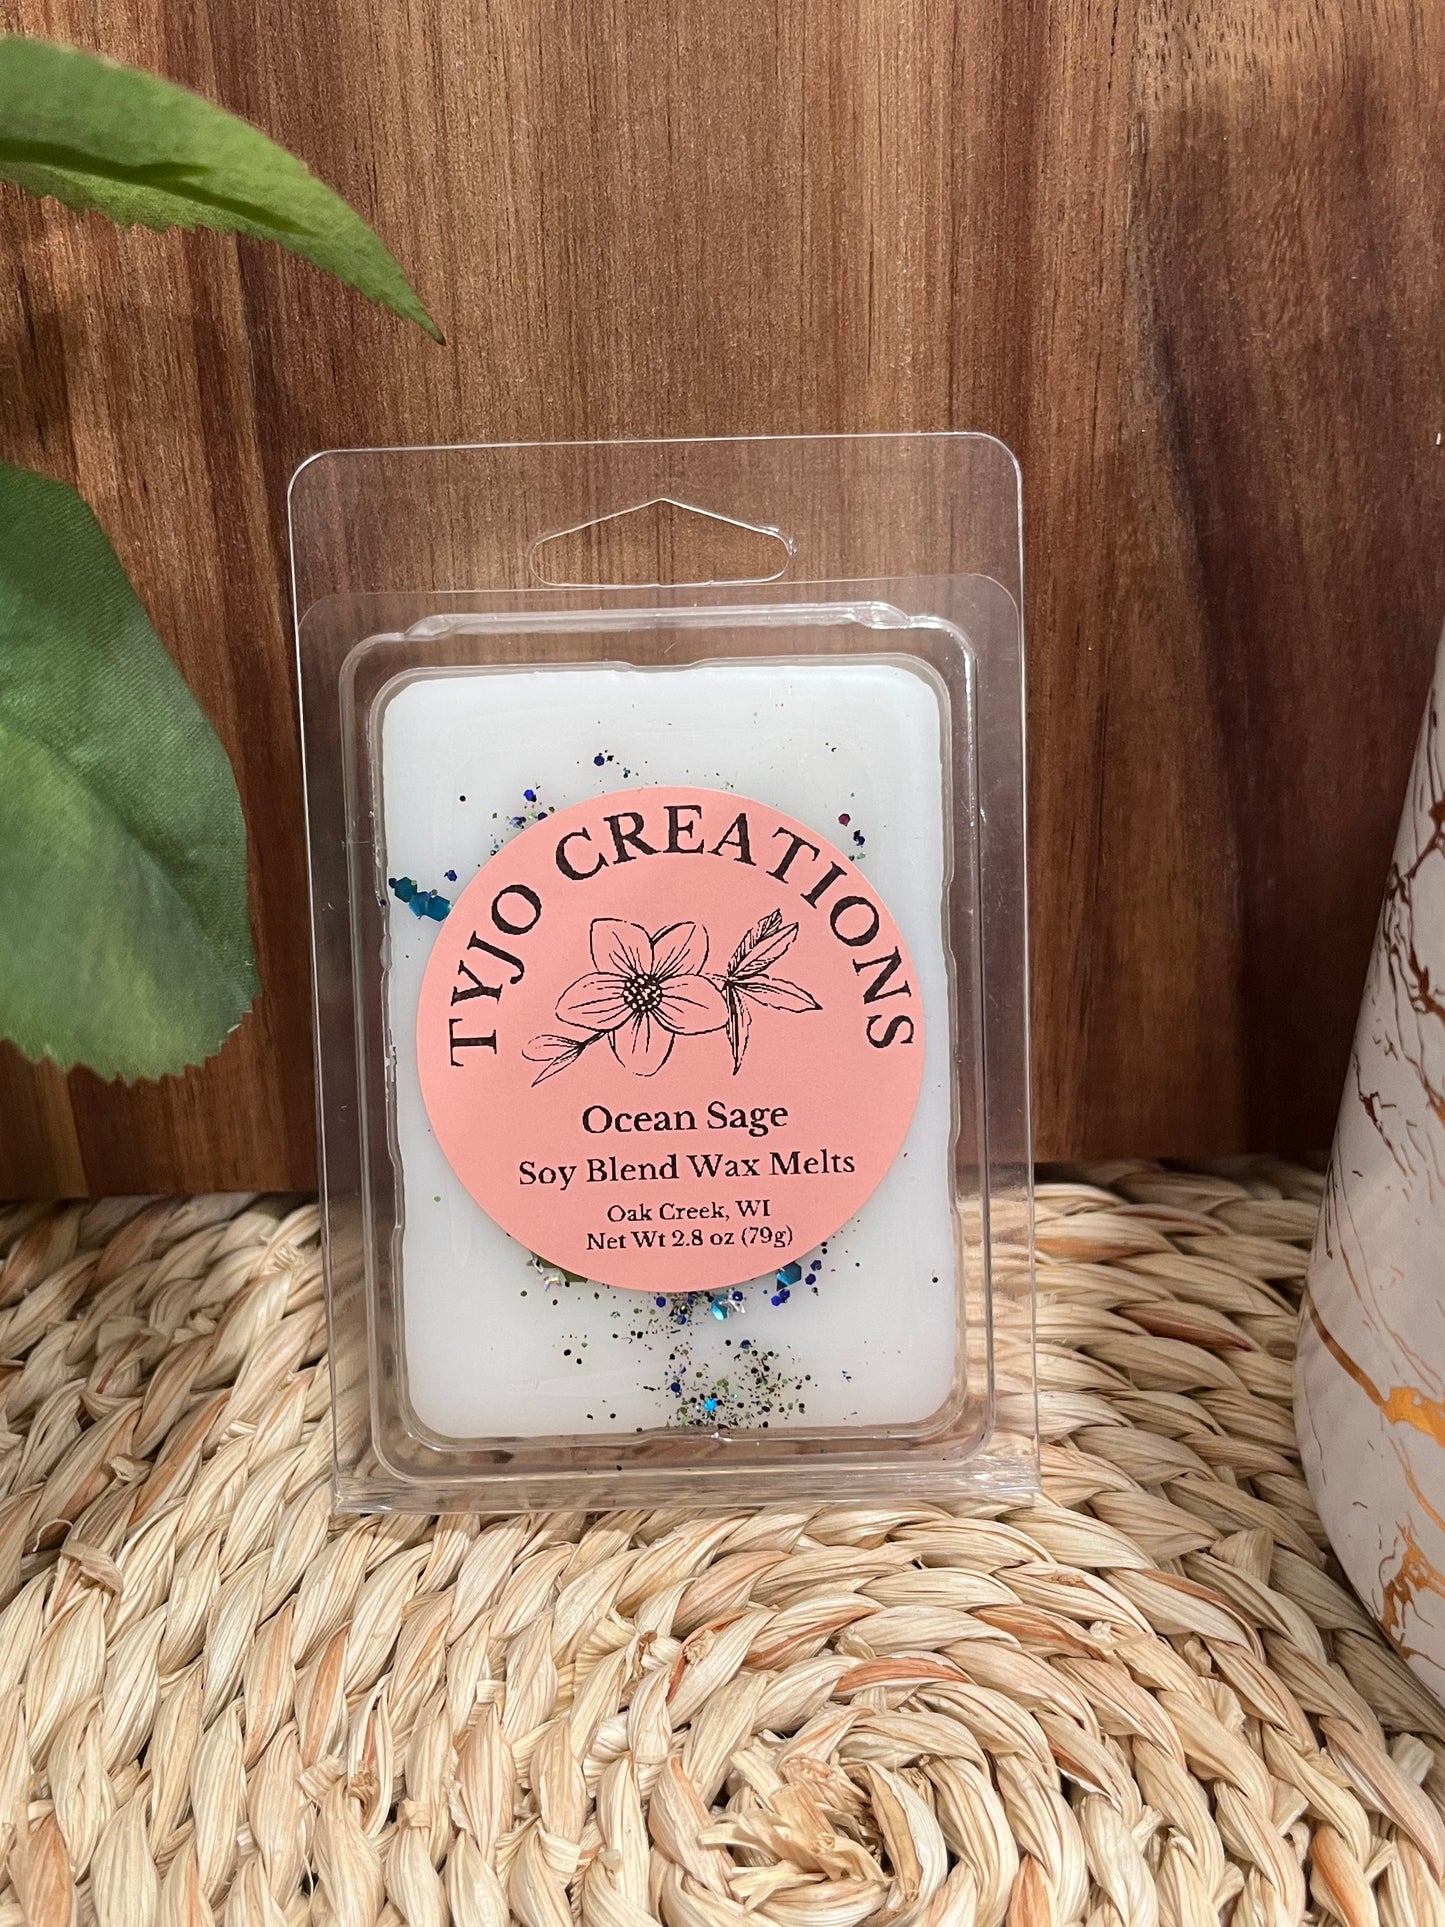 TYJO CREATIONS
Ocean Sage
Soy Blend Wax Melts
Oak Creek, WI
Net Wt 2.8 oz (79g)